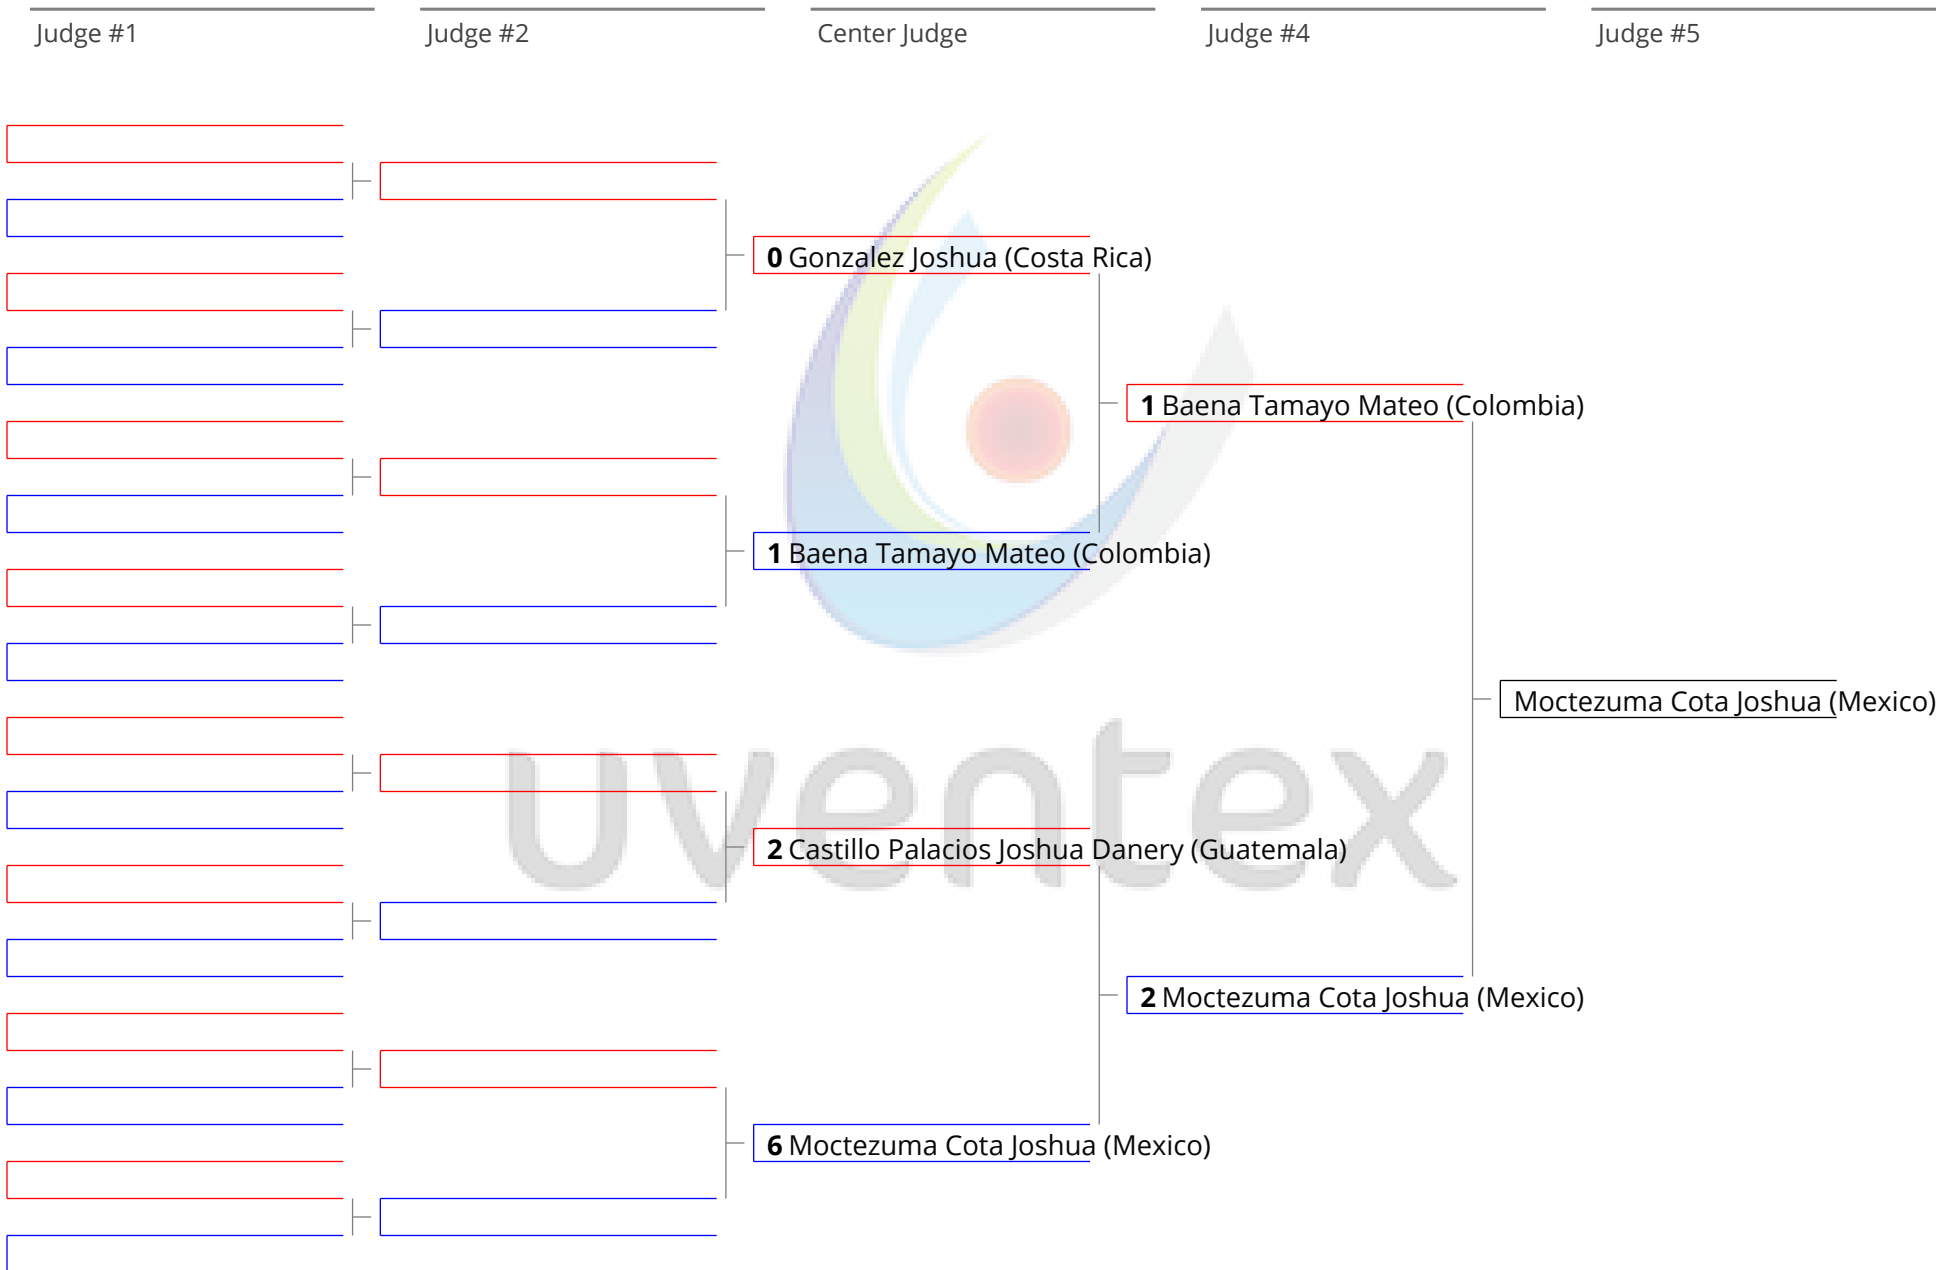 Judge #1
Judge #2
Center Judge
Judge #4
Judge #5
0 Gonzalez Joshua (Costa Rica)
1 Baena Tamayo Mateo (Colombia)
1 Baena Tamayo Mateo (Colombia)
Moctezuma Cota Joshua (Mexico)
uventex
2 Castillo Palacios Joshua Danery (Guatemala)
2 Moctezuma Cota Joshua (Mexico)
6 Moctezuma Cota Joshua (Mexico)